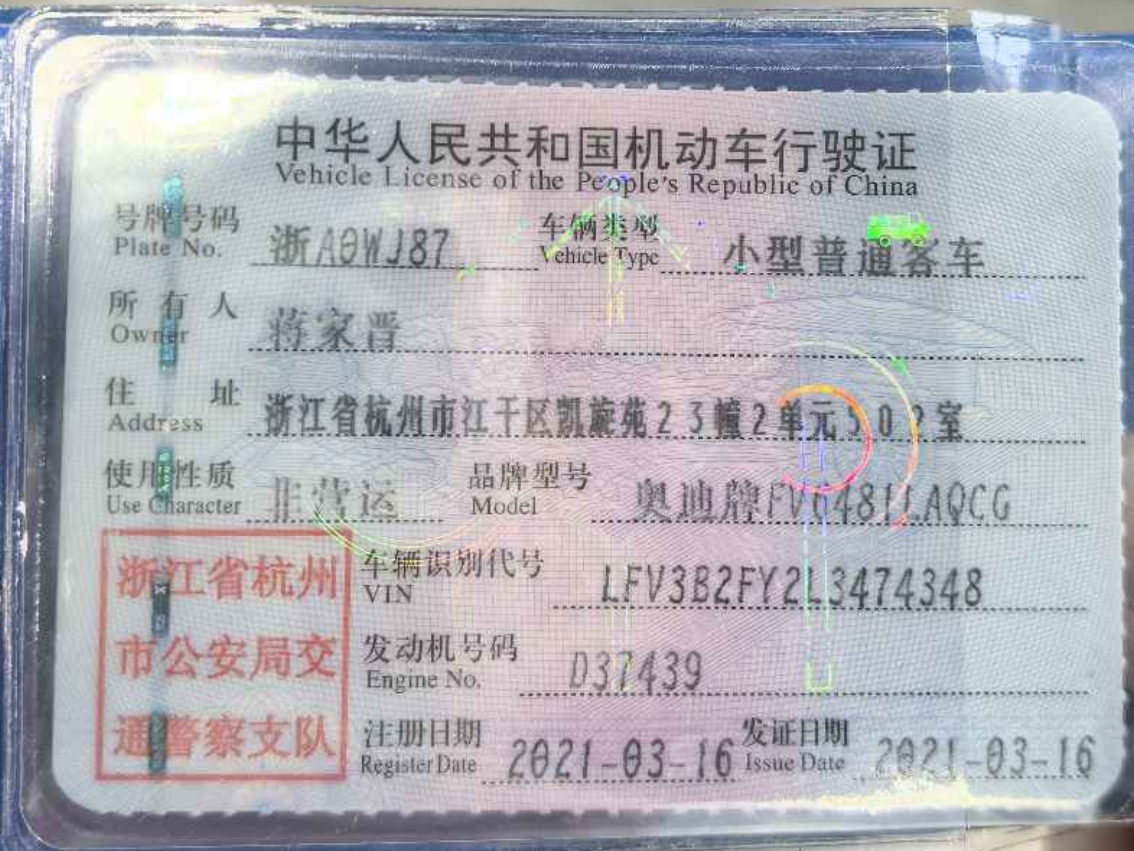 中华人民共和国机动车行驶证
Vehicle License of the People's Republic of China
号牌号码 浙A0WJ87 车辆类型 小型普通客车
Plate No. Vehicle Type
所有人 蒋家晋
Owner
住址 浙江省杭州市江干区凯旋苑23幢2单元502室
Address
使用性质 非营运 品牌型号 奥迪牌FV6481LAQCG
Use Character Model
浙江省杭州 车辆识别代号 LFV3B2FY2L3474348
VIN
市公安局交 发动机号码 D37439
Engine No.
通警察支队 注册日期 2021-03-16 发证日期 2021-03-16
Register Date Issue Date